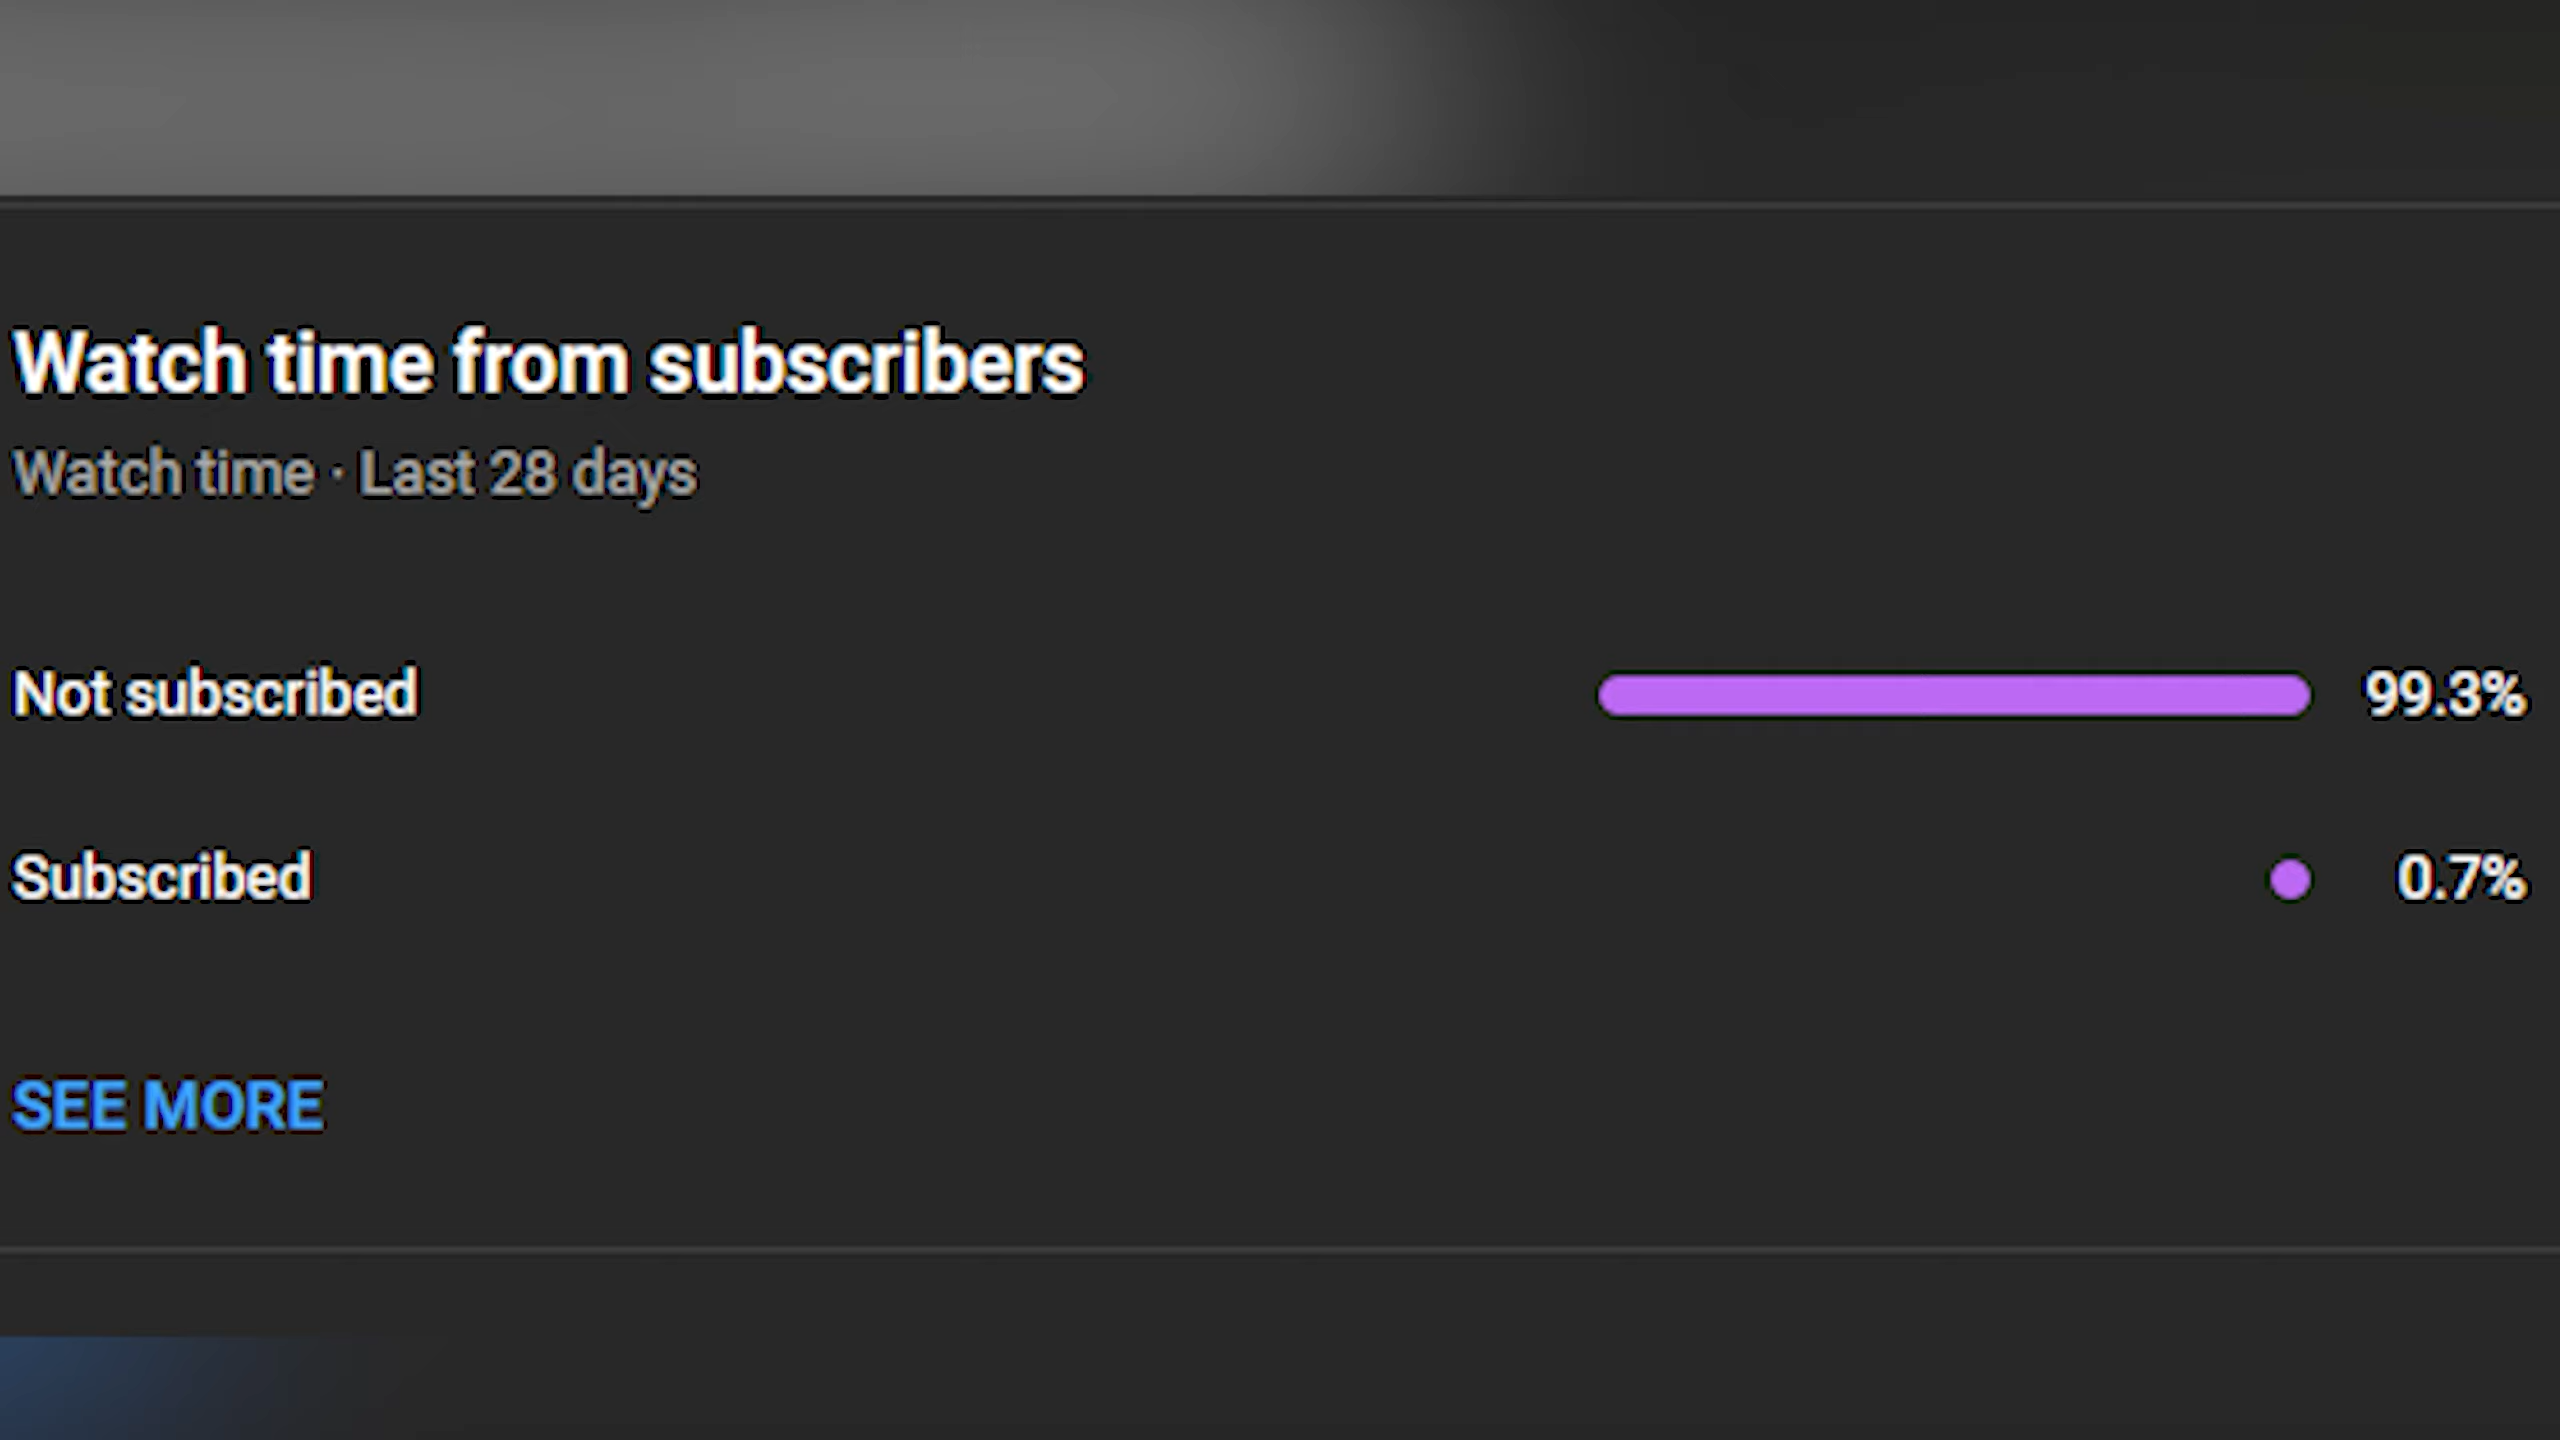 Watch time from subscribers
Watch time · Last 28 days
Not subscribed 99.3%
Subscribed 0.7%
SEE MORE